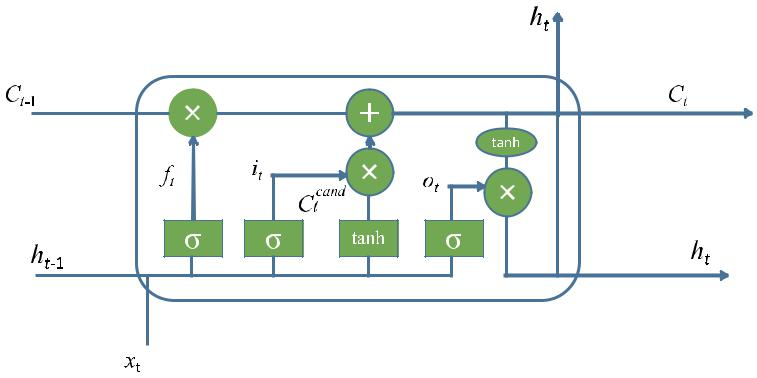 h_t
C_{t-1}
×
+
C_t
tanh
f_t
i_t
×
C_t^{cand}
o_t
×
σ
σ
tanh
σ
h_{t-1}
h_t
x_t